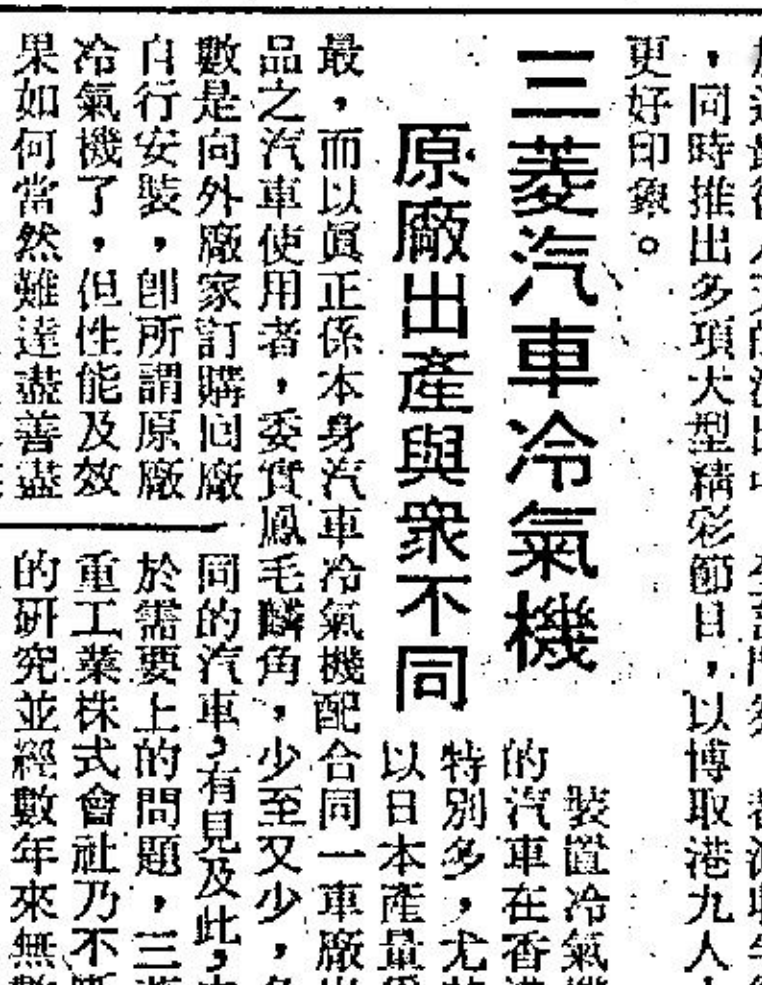 ，同時推出多項大型精彩節目，以博取港九人
更好印象。
三菱汽車冷氣機
原廠出產與衆不同
裝置冷氣機
的汽車在香港
特別多，尤其
以日本產量
最，而以眞正係本身汽車冷氣機配合同一車廠出
品之汽車使用者，委實鳳毛麟角，少至又少，
數是向外廠家訂購囘廠
自行安裝，卽所謂原廠
冷氣機了，但性能及效
果如何當然難達盡善盡
同的汽車，有見及此，
於需要上的問題，三菱
重工業株式會社乃不斷
的研究並經數年來無數